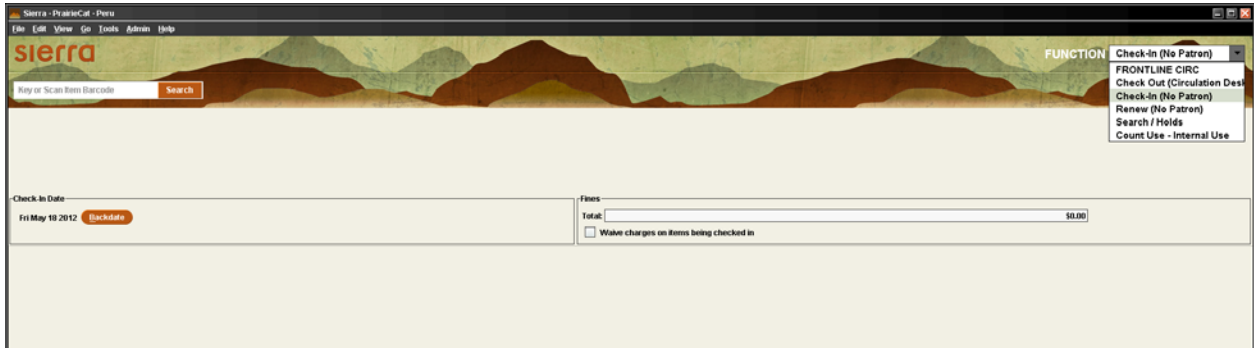 Sierra - PrairieCat - Peru
File Edit View Go Tools Admin Help
sierra
FUNCTION Check-In (No Patron)
FRONTLINE CIRC
Check Out (Circulation Desk
Check-In (No Patron)
Renew (No Patron)
Search / Holds
Count Use - Internal Use
Key or Scan Item Barcode Search
Check-In Date
Fri May 18 2012 Backdate
Fines
Total: $0.00
Waive charges on items being checked in